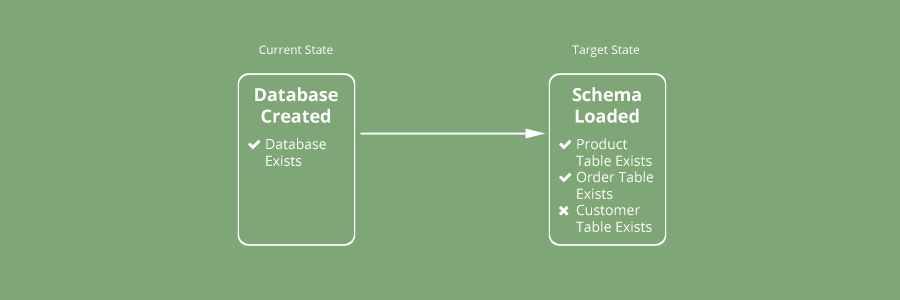 Current State
Database
Created
Database
Exists
Target State
Schema
Loaded
Product
Table Exists
Order Table
Exists
Customer
Table Exists